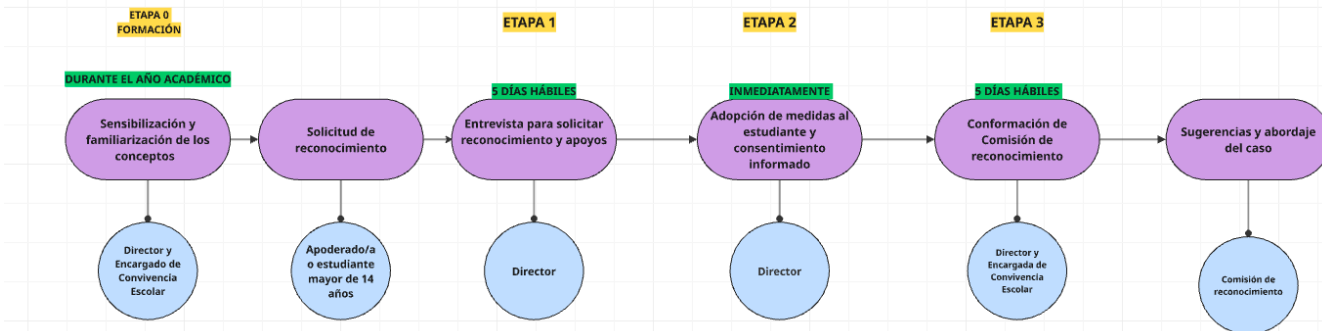 ETAPA 0
FORMACIÓN
ETAPA 1
ETAPA 2
ETAPA 3
DURANTE EL AÑO ACADÉMICO
5 DÍAS HÁBILES
INMEDIATAMENTE
5 DÍAS HÁBILES
Sensibilización y
familiarización de los
conceptos
Solicitud de
reconocimiento
Entrevista para solicitar
reconocimiento y apoyos
Adopción de medidas al
estudiante y
consentimiento
informado
Conformación de
Comisión de
reconocimiento
Sugerencias y abordaje
del caso
Director y
Encargado de
Convivencia
Escolar
Apoderado/a
o estudiante
mayor de 14
años
Director
Director
Director y
Encargada de
Convivencia
Escolar
Comisión de
reconocimiento